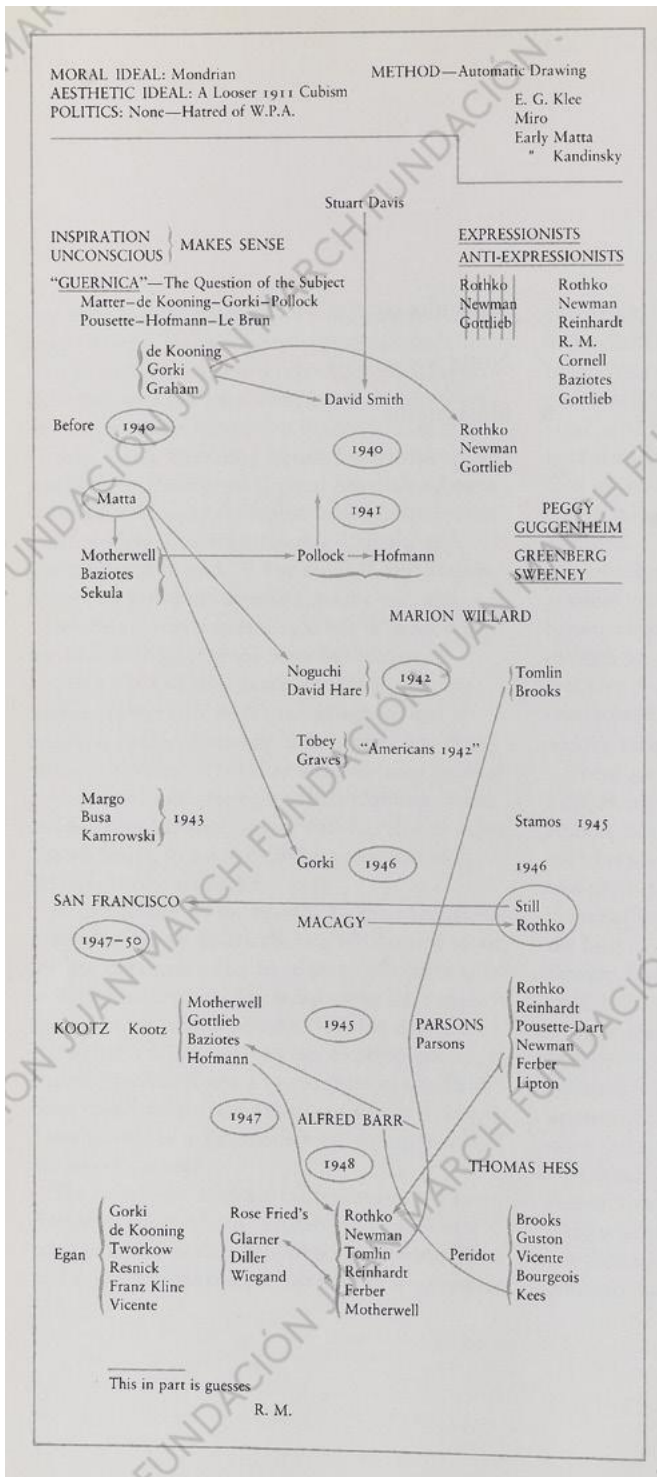 MORAL IDEAL: Mondrian
AESTHETIC IDEAL: A Looser 1911 Cubism
POLITICS: None—Hatred of W.P.A.
METHOD—Automatic Drawing
E. G. Klee
Miro
Early Matta
" Kandinsky
Stuart Davis
INSPIRATION
UNCONSCIOUS
MAKES SENSE
"GUERNICA"—The Question of the Subject
Matter–de Kooning–Gorki–Pollock
Pousette–Hofmann–Le Brun
EXPRESSIONISTS
ANTI-EXPRESSIONISTS
Rothko
Newman
Gottlieb
Rothko
Newman
Reinhardt
R. M.
Cornell
Baziotes
Gottlieb
de Kooning
Gorki
Graham
David Smith
Before 1940
1940
Rothko
Newman
Gottlieb
Matta
1941
PEGGY
GUGGENHEIM
Motherwell
Baziotes
Sekula
Pollock
Hofmann
GREENBERG
SWEENEY
MARION WILLARD
Noguchi
David Hare
1942
Tomlin
Brooks
Tobey
Graves
"Americans 1942"
Margo
Busa
Kamrowski
1943
Stamos 1945
Gorki 1946
1946
SAN FRANCISCO
Still
MACAGY
Rothko
1947–50
KOOTZ Kootz
Motherwell
Gottlieb
Baziotes
Hofmann
1945
PARSONS
Parsons
Rothko
Reinhardt
Pousette-Dart
Newman
Ferber
Lipton
1947
ALFRED BARR
1948
THOMAS HESS
Egan
Gorki
de Kooning
Tworkow
Resnick
Franz Kline
Vicente
Rose Fried's
Glarner
Diller
Wiegand
Rothko
Newman
Tomlin
Reinhardt
Ferber
Motherwell
Peridot
Brooks
Guston
Vicente
Bourgeois
Kees
This in part is guesses
R. M.
FUNDACIÓN JUAN MARCH